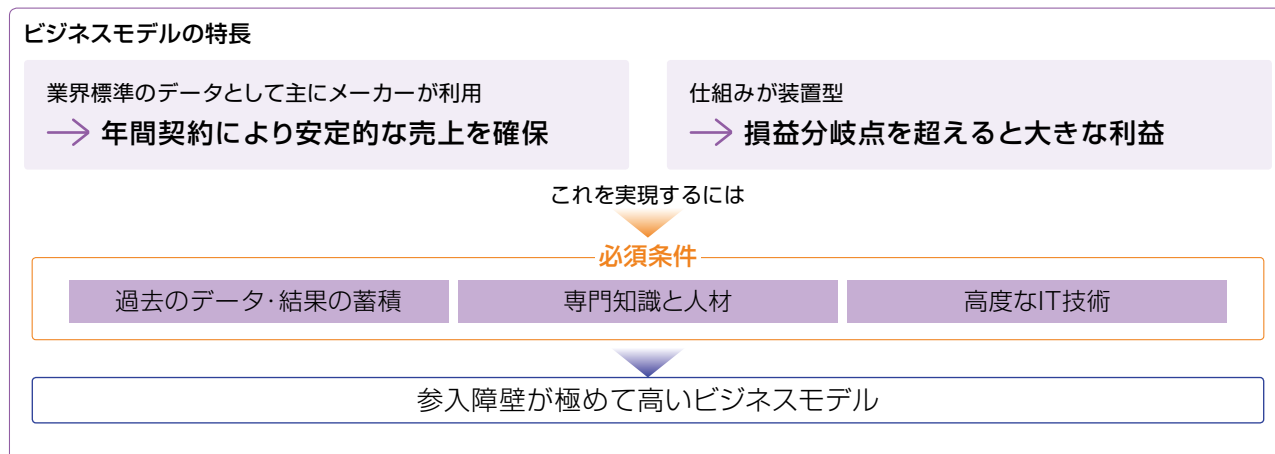 ビジネスモデルの特長
業界標準のデータとして主にメーカーが利用
→ 年間契約により安定的な売上を確保
仕組みが装置型
→ 損益分岐点を超えると大きな利益
これを実現するには
必須条件
過去のデータ・結果の蓄積
専門知識と人材
高度なIT技術
参入障壁が極めて高いビジネスモデル